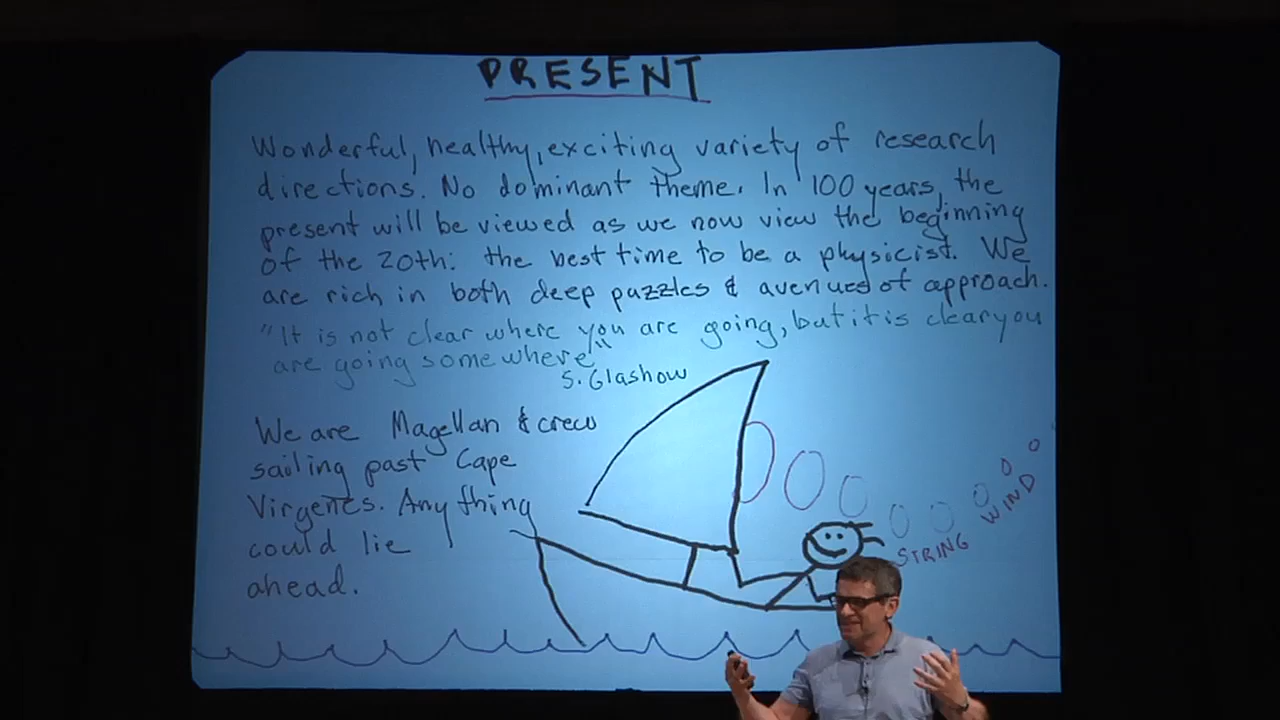 PRESENT
Wonderful, healthy, exciting variety of research
directions. No dominant theme. In 100 years, the
present will be viewed as we now view the beginning
of the 20th: the best time to be a physicist. We
are rich in both deep puzzles & avenues of approach.
"It is not clear where you are going, but it is clear you
are going somewhere"
S. Glashow
We are Magellan & crew
sailing past Cape
Virgenes. Anything
could lie
ahead.
STRING
WIND